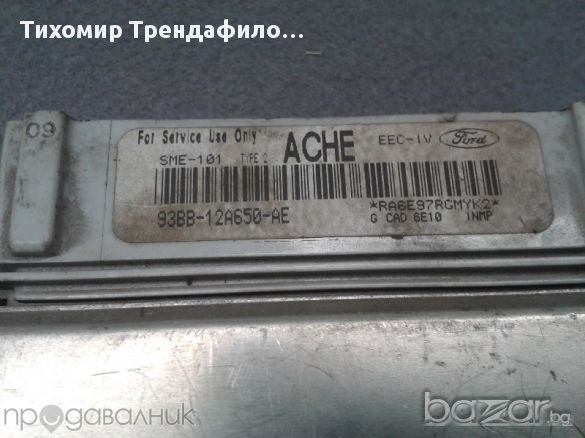 Тихомир Трендафило...
09
For Service Use Only ACHE EEC-IV Ford
SME-101 TYPE 2
*RA6E97RGMYK2*
93BB-12A650-AE G CAD 6E10 INMP
продавалник bazar.bg